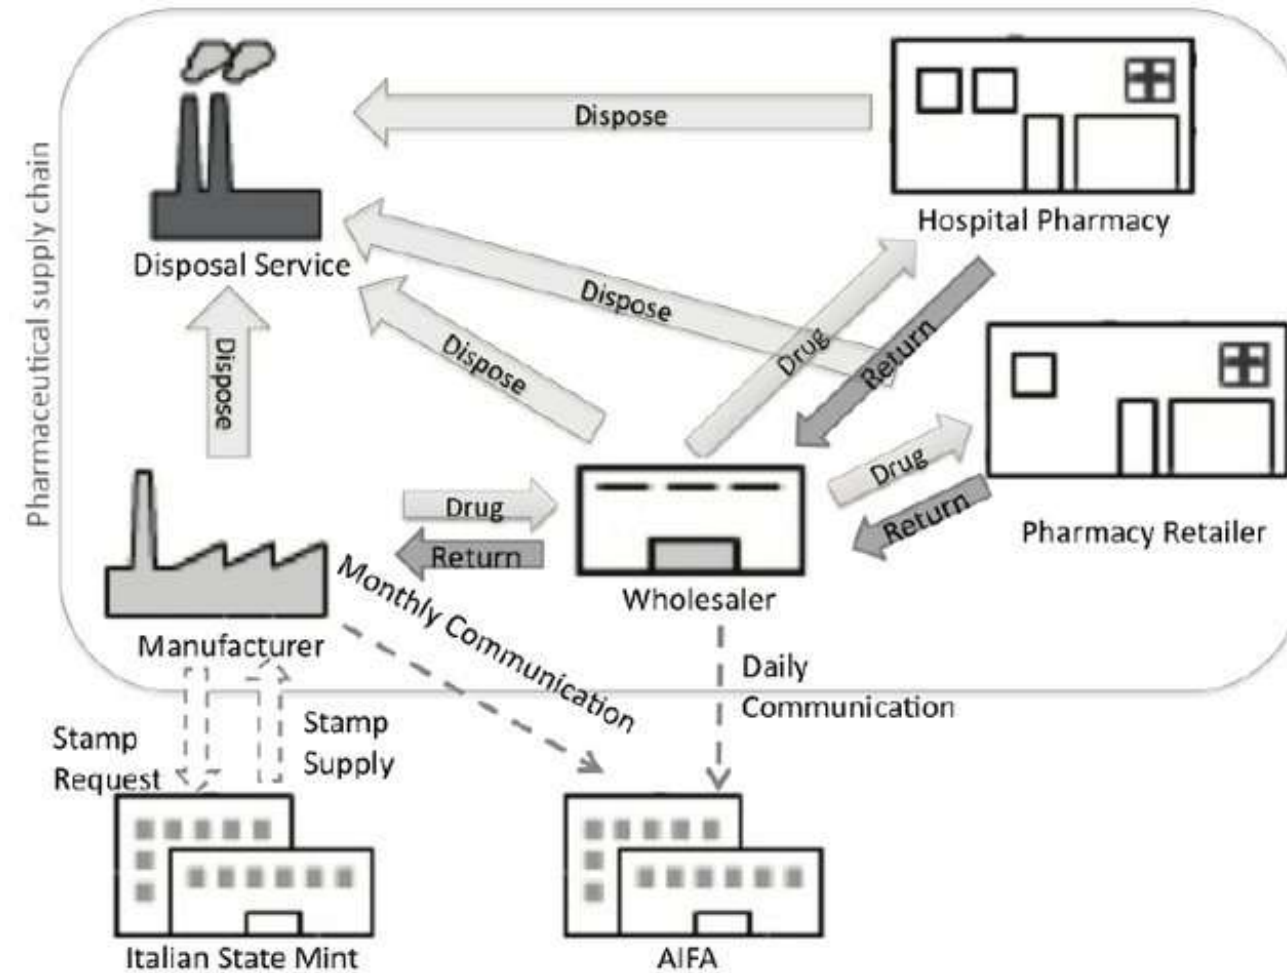 Pharmaceutical supply chain
Dispose
Hospital Pharmacy
Disposal Service
Dispose
Dispose
Dispose
Drug
Return
Drug
Return
Pharmacy Retailer
Drug
Return
Wholesaler
Manufacturer
Monthly Communication
Daily
Communication
Stamp
Request
Stamp
Supply
Italian State Mint
AIFA